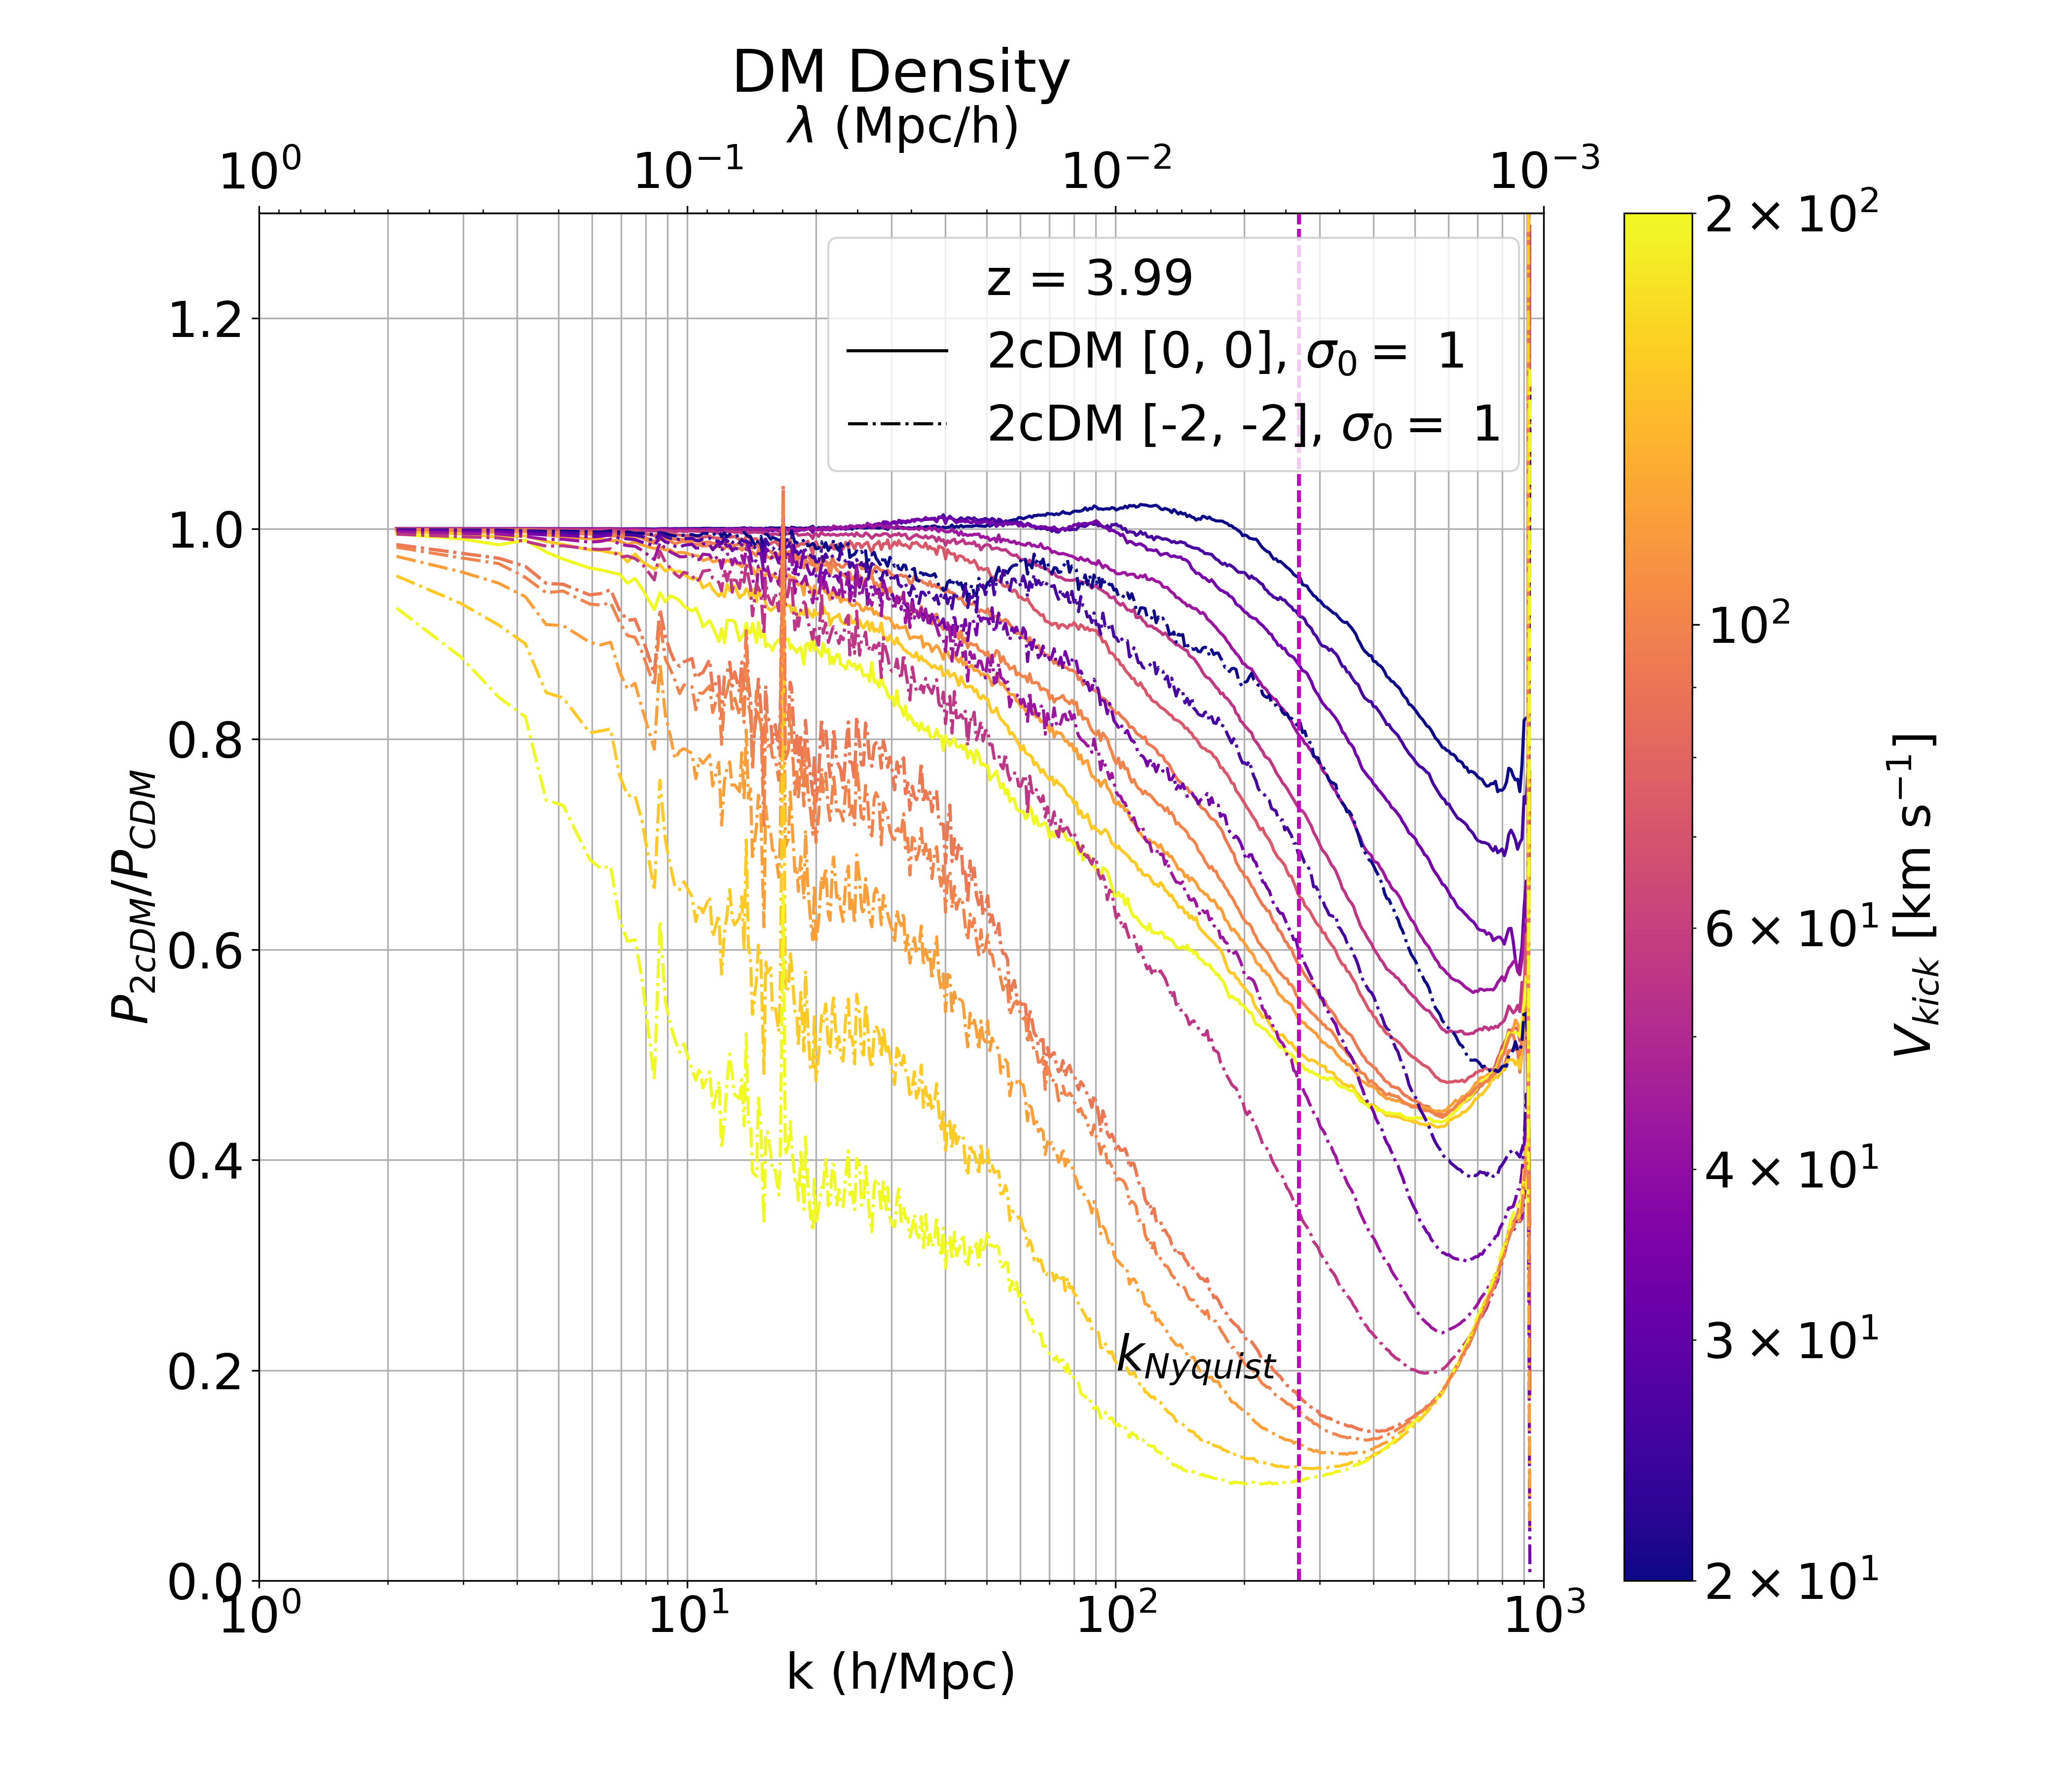 DM Density
λ (Mpc/h)
10⁰ 10⁻¹ 10⁻² 10⁻³
z = 3.99
2cDM [0, 0], σ₀ = 1
2cDM [-2, -2], σ₀ = 1
k_Nyquist
P_2cDM/P_CDM
1.2
1.0
0.8
0.6
0.4
0.2
0.0
10⁰ 10¹ 10² 10³
k (h/Mpc)
2 × 10²
10²
6 × 10¹
4 × 10¹
3 × 10¹
2 × 10¹
V_kick [km s⁻¹]